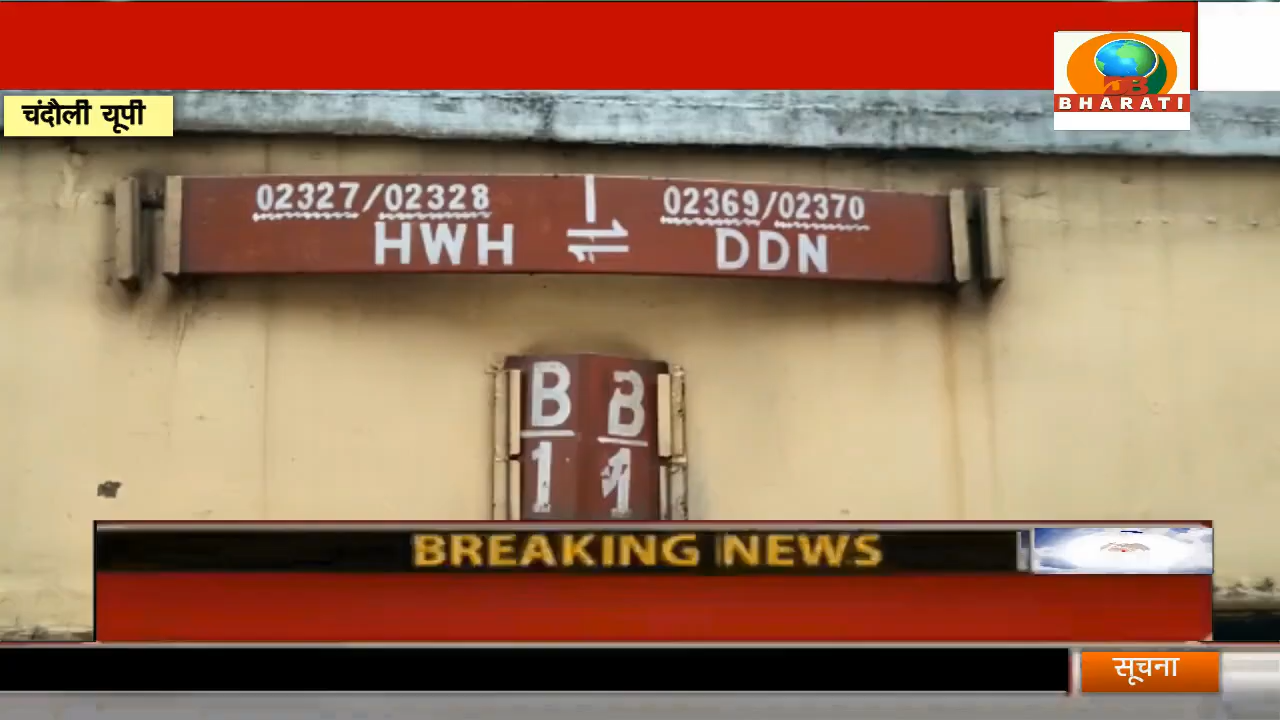 चंदौली यूपी
BHARATI
02327/02328
02369/02370
HWH ⇌ DDN
B B
1 1
BREAKING NEWS
सूचना